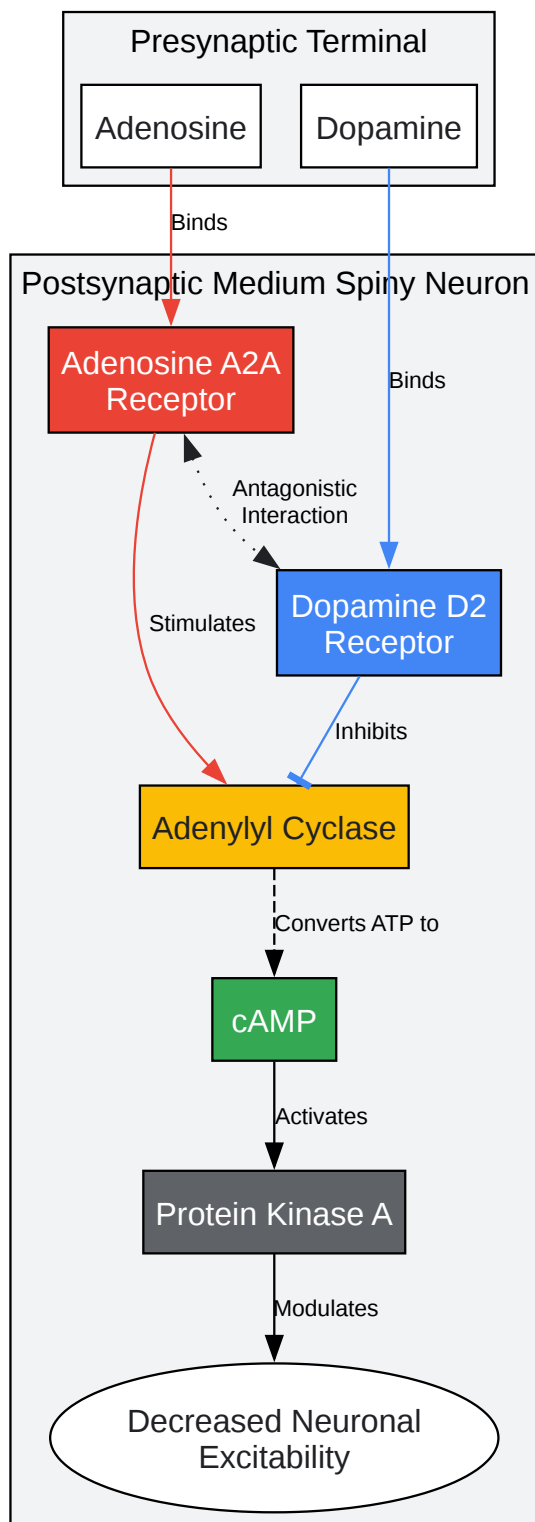 Presynaptic Terminal
Adenosine
Dopamine
Binds
Postsynaptic Medium Spiny Neuron
Adenosine A2A
Receptor
Binds
Antagonistic
Interaction
Dopamine D2
Receptor
Stimulates
Inhibits
Adenylyl Cyclase
Converts ATP to
cAMP
Activates
Protein Kinase A
Modulates
Decreased Neuronal
Excitability